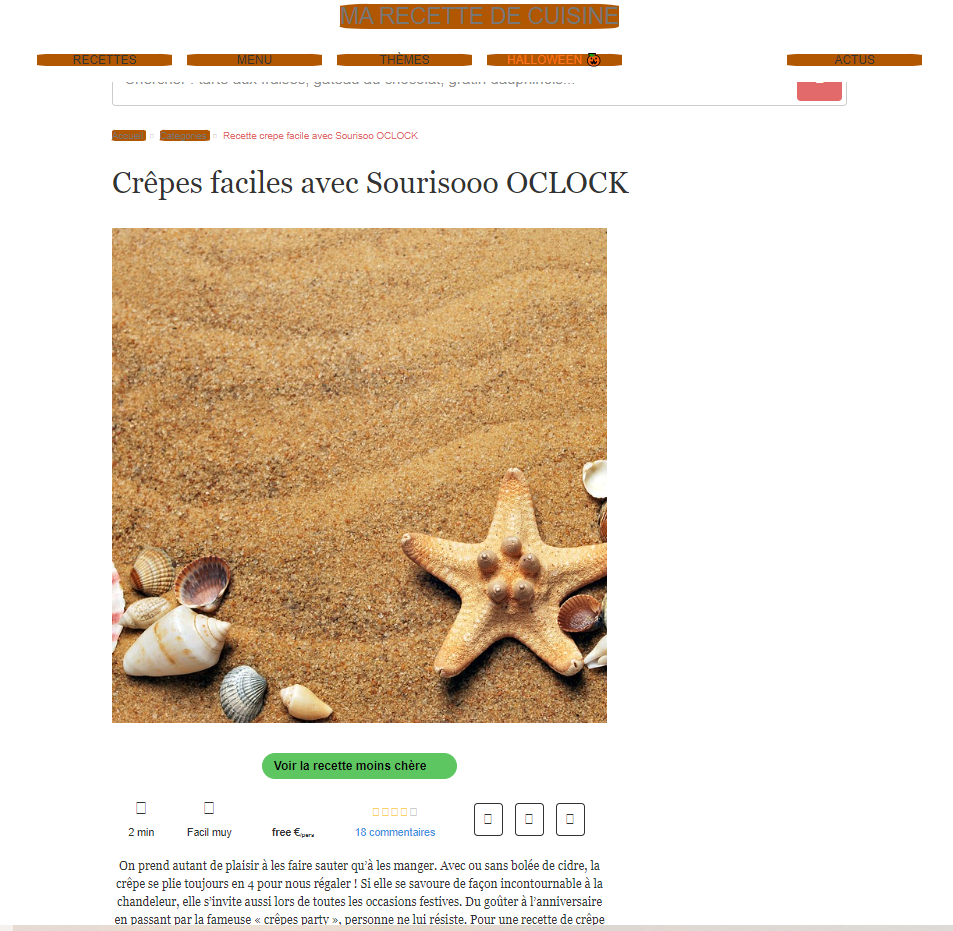 MA RECETTE DE CUISINE
RECETTES MENU THÈMES HALLOWEEN ACTUS
Chercher : tarte aux fraises, gâteau au chocolat, gratin dauphinois...
Accueil Catégories Recette crepe facile avec Sourisoo OCLOCK
Crêpes faciles avec Sourisooo OCLOCK
Voir la recette moins chère
2 min Facil muy free €/pers 18 commentaires
On prend autant de plaisir à les faire sauter qu’à les manger. Avec ou sans bolée de cidre, la
crêpe se plie toujours en 4 pour nous régaler ! Si elle se savoure de façon incontournable à la
chandeleur, elle s’invite aussi lors de toutes les occasions festives. Du goûter à l’anniversaire
en passant par la fameuse « crêpes party », personne ne lui résiste. Pour une recette de crêpe